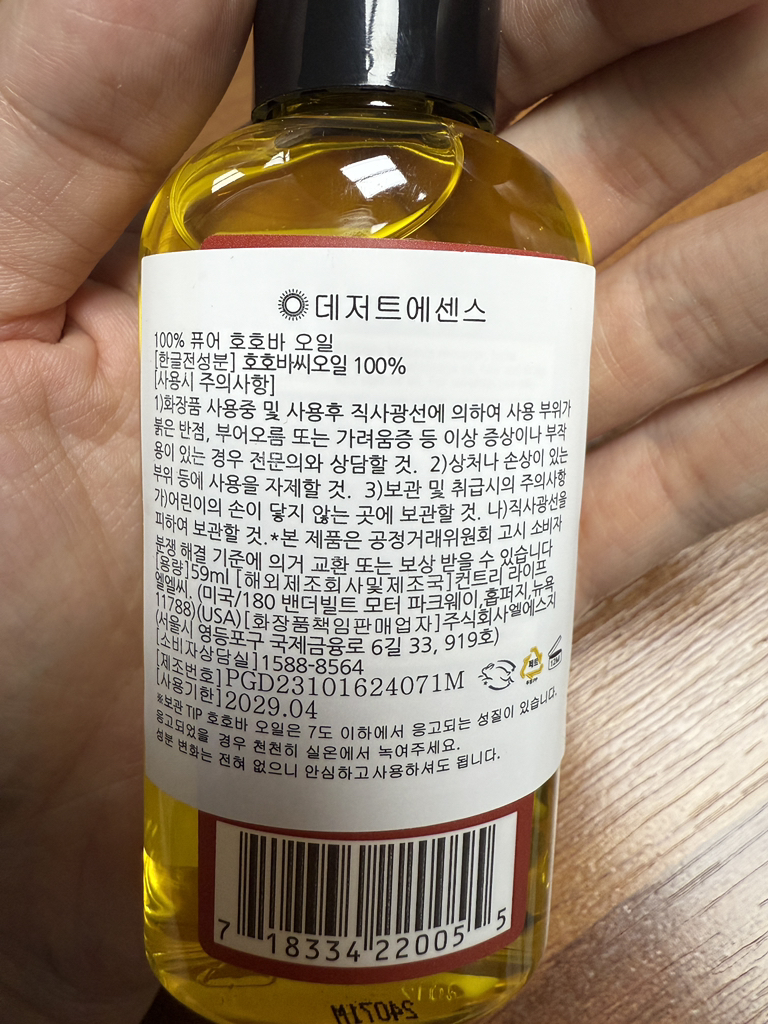 데저트에센스
100% 퓨어 호호바 오일
[한글전성분] 호호바씨오일 100%
[사용시 주의사항]
1)화장품 사용중 및 사용후 직사광선에 의하여 사용 부위가
붉은 반점, 부어오름 또는 가려움증 등 이상 증상이나 부작
용이 있는 경우 전문의와 상담할 것. 2)상처나 손상이 있는
부위 등에 사용을 자제할 것. 3)보관 및 취급시의 주의사항
가)어린이의 손이 닿지 않는 곳에 보관할 것. 나)직사광선을
피하여 보관할 것.*본 제품은 공정거래위원회 고시 소비자
분쟁 해결 기준에 의거 교환 또는 보상 받을 수 있습니다
[용량]59ml [해외제조회사및제조국]컨트리 라이프
엘엘씨, (미국/180 밴더빌트 모터 파크웨이,홉퍼지,뉴욕
11788)(USA)[화장품책임판매업자]주식회사엘에스지
(서울시 영등포구 국제금융로 6길 33, 919호)
[소비자상담실]1588-8564
[제조번호]PGD23101624071M
[사용기한]2029.04
12M
※보관 TIP 호호바 오일은 7도 이하에서 응고되는 성질이 있습니다.
응고되었을 경우 천천히 실온에서 녹여주세요.
성분 변화는 전혀 없으니 안심하고사용하셔도 됩니다.
7 18334 22005 5
24071M